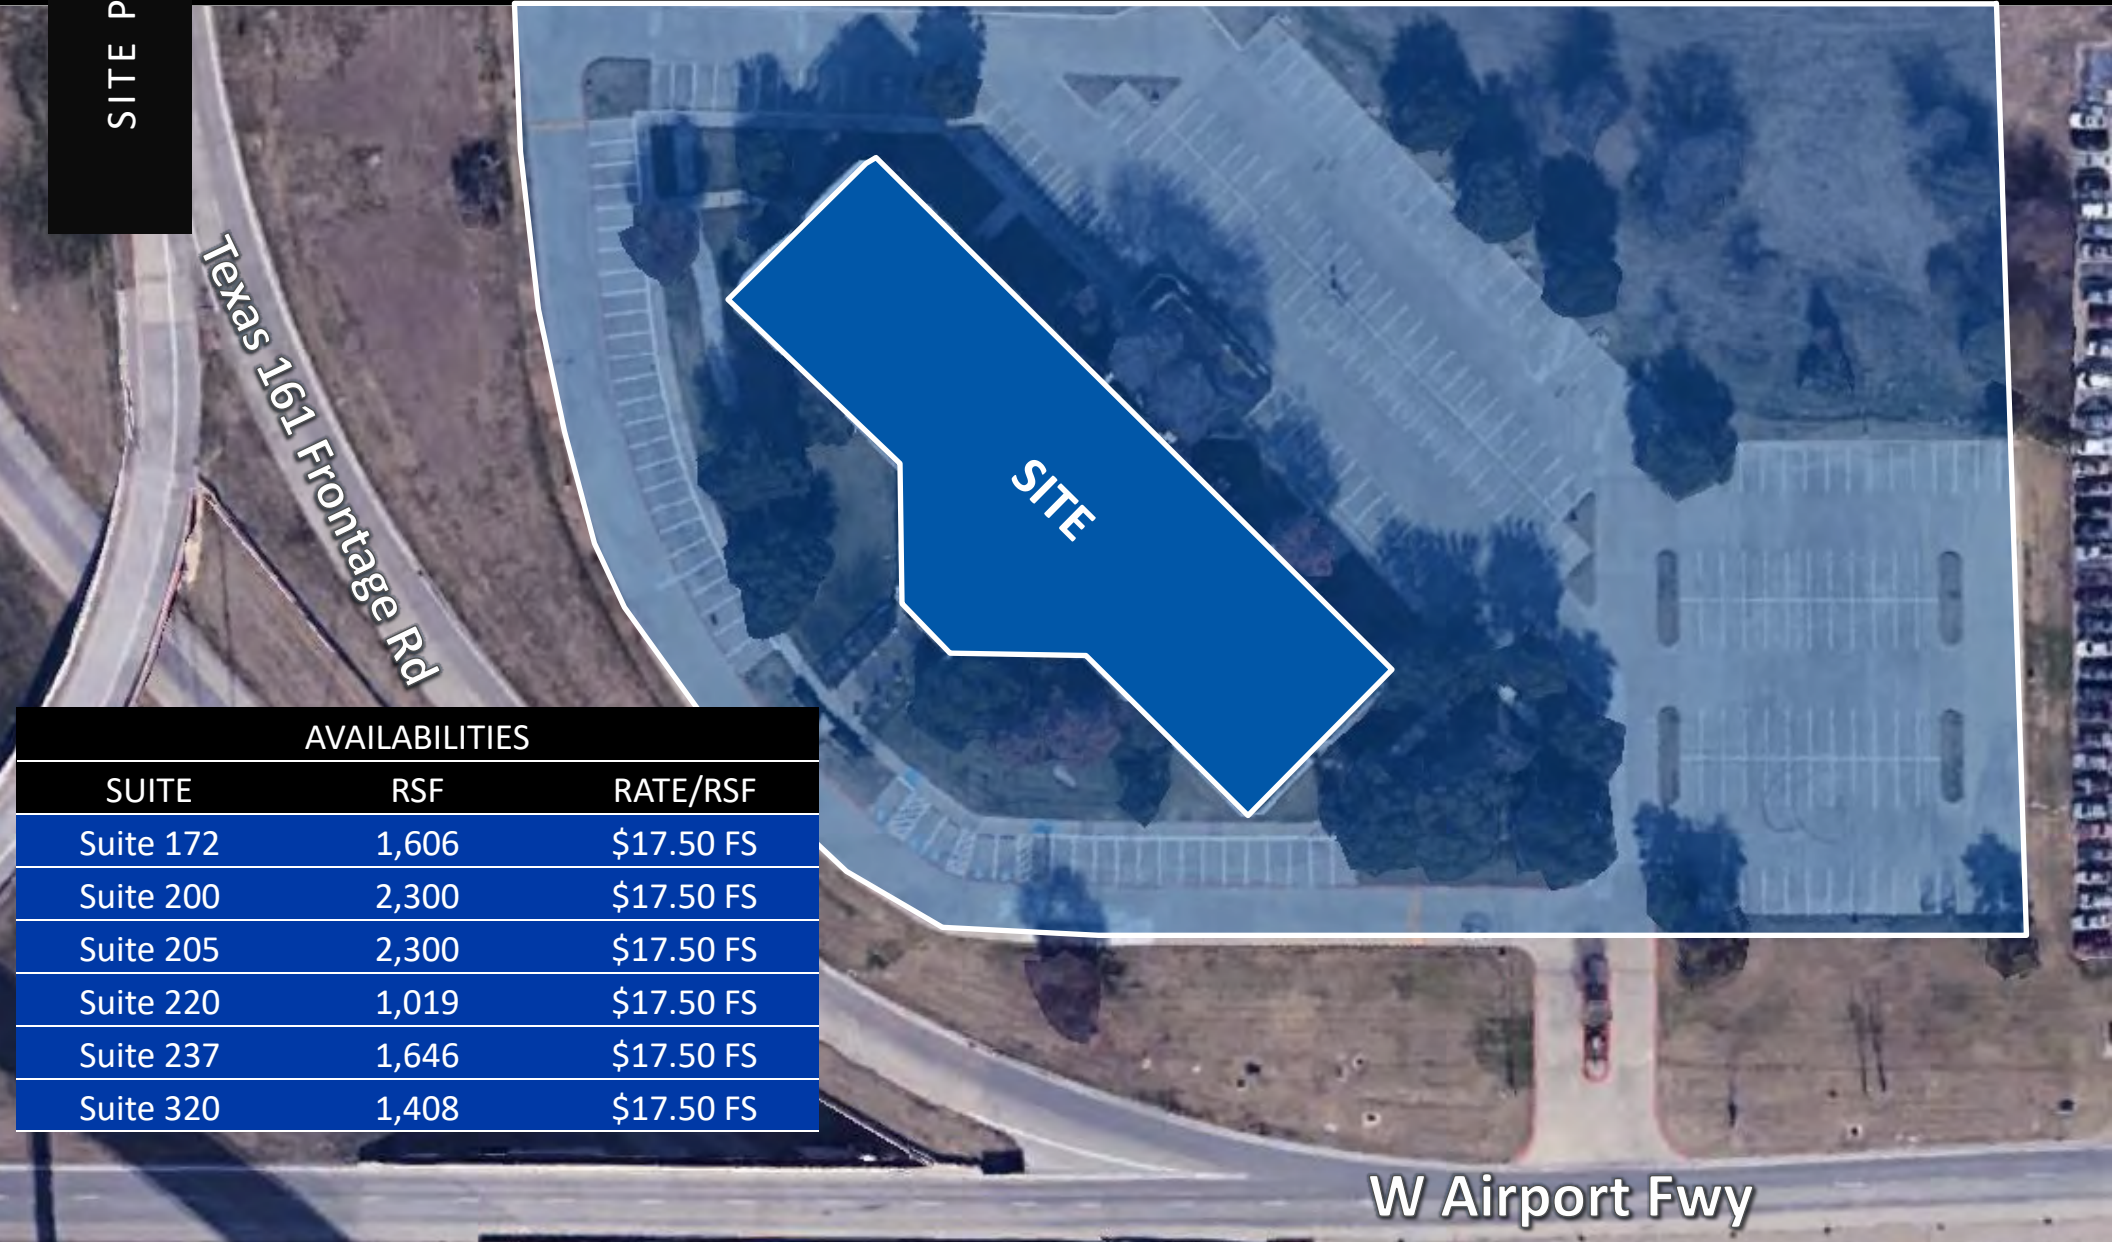 SITE P
Texas 161 Frontage Rd
SITE
AVAILABILITIES
SUITE RSF RATE/RSF
Suite 172 1,606 $17.50 FS
Suite 200 2,300 $17.50 FS
Suite 205 2,300 $17.50 FS
Suite 220 1,019 $17.50 FS
Suite 237 1,646 $17.50 FS
Suite 320 1,408 $17.50 FS
W Airport Fwy